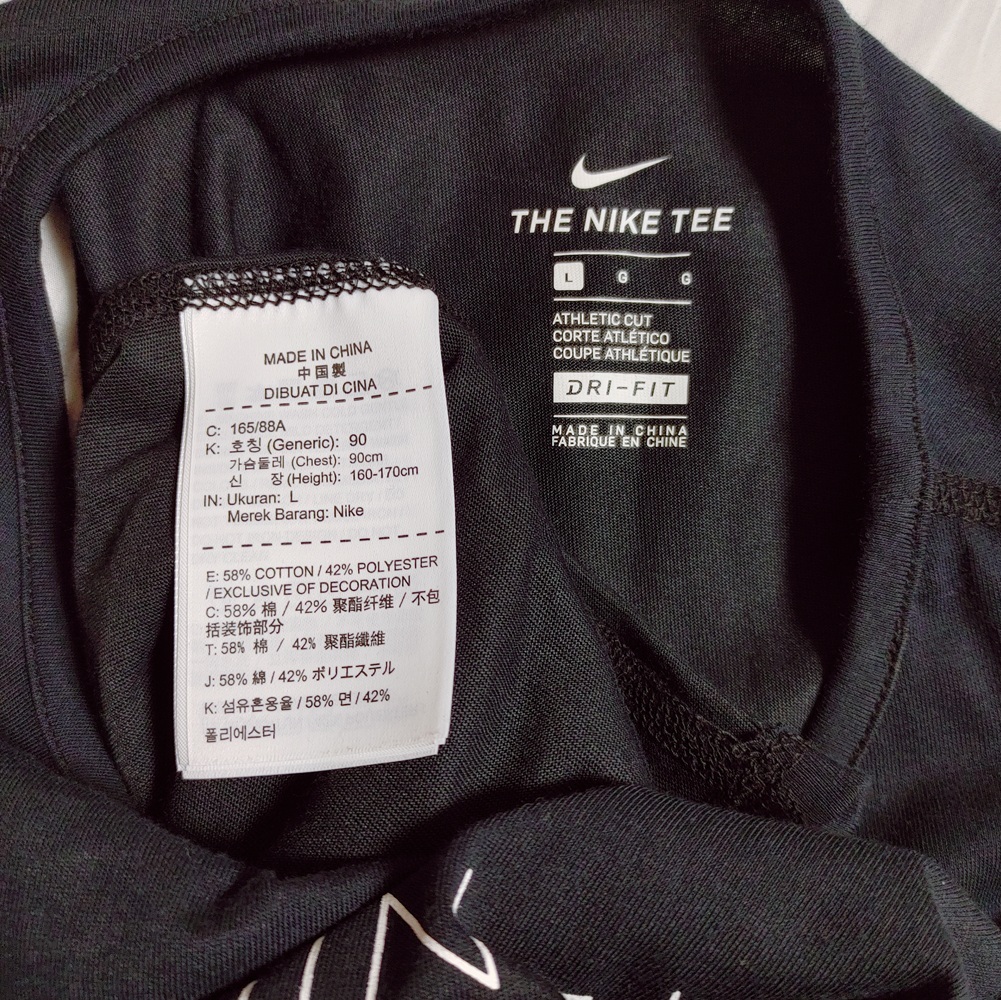 MADE IN CHINA
中国製
DIBUAT DI CINA
C: 165/88A
K: 호칭 (Generic): 90
가슴둘레 (Chest): 90cm
신 장 (Height): 160-170cm
IN: Ukuran: L
Merek Barang: Nike
E: 58% COTTON / 42% POLYESTER
/ EXCLUSIVE OF DECORATION
C: 58% 棉 / 42% 聚酯纤维 / 不包
括装饰部分
T: 58% 棉 / 42% 聚酯纖維
J: 58% 綿 / 42% ポリエステル
K: 섬유혼용율 / 58% 면 / 42%
폴리에스터
THE NIKE TEE
L G G
ATHLETIC CUT
CORTE ATLÉTICO
COUPE ATHLÉTIQUE
DRI-FIT
MADE IN CHINA
FABRIQUÉ EN CHINE